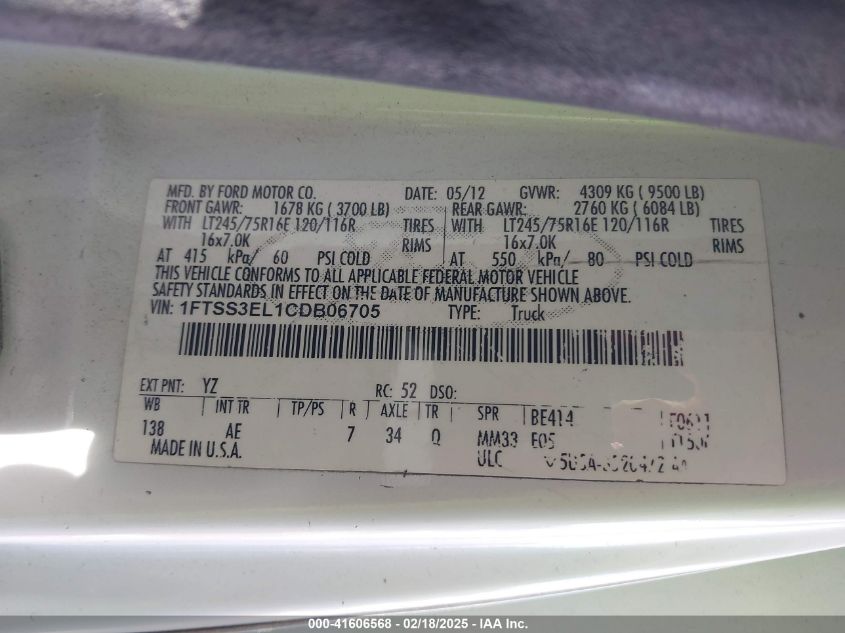 MFD. BY FORD MOTOR CO. DATE: 05/12 GVWR: 4309 KG ( 9500 LB)
FRONT GAWR: 1678 KG ( 3700 LB) REAR GAWR: 2760 KG ( 6084 LB)
WITH LT245/75R16E 120/116R TIRES WITH LT245/75R16E 120/116R TIRES
16x7.0K RIMS 16x7.0K RIMS
AT 415 kPa/ 60 PSI COLD AT 550 kPa/ 80 PSI COLD
THIS VEHICLE CONFORMS TO ALL APPLICABLE FEDERAL MOTOR VEHICLE
SAFETY STANDARDS IN EFFECT ON THE DATE OF MANUFACTURE SHOWN ABOVE.
VIN: 1FTSS3EL1CDB06705 TYPE: Truck
EXT PNT: YZ RC: 52 DSO:
WB INT TR TP/PS R AXLE TR SPR BE414
138 AE 7 34 Q MM33 E05
MADE IN U.S.A. ULC
000-41606568 - 02/18/2025 - IAA Inc.